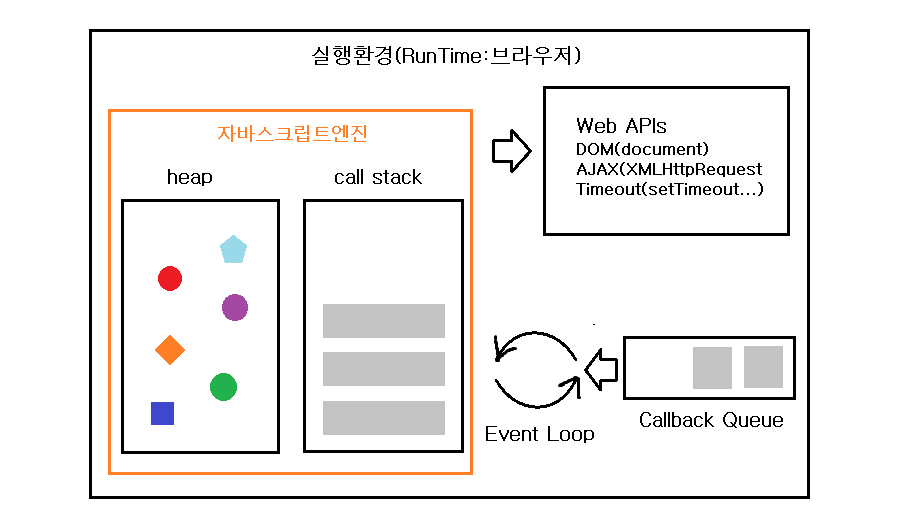 실행환경(RunTime:브라우저)
자바스크립트엔진
heap
call stack
Web APIs
DOM(document)
AJAX(XMLHttpRequest
Timeout(setTimeout...)
Event Loop
Callback Queue